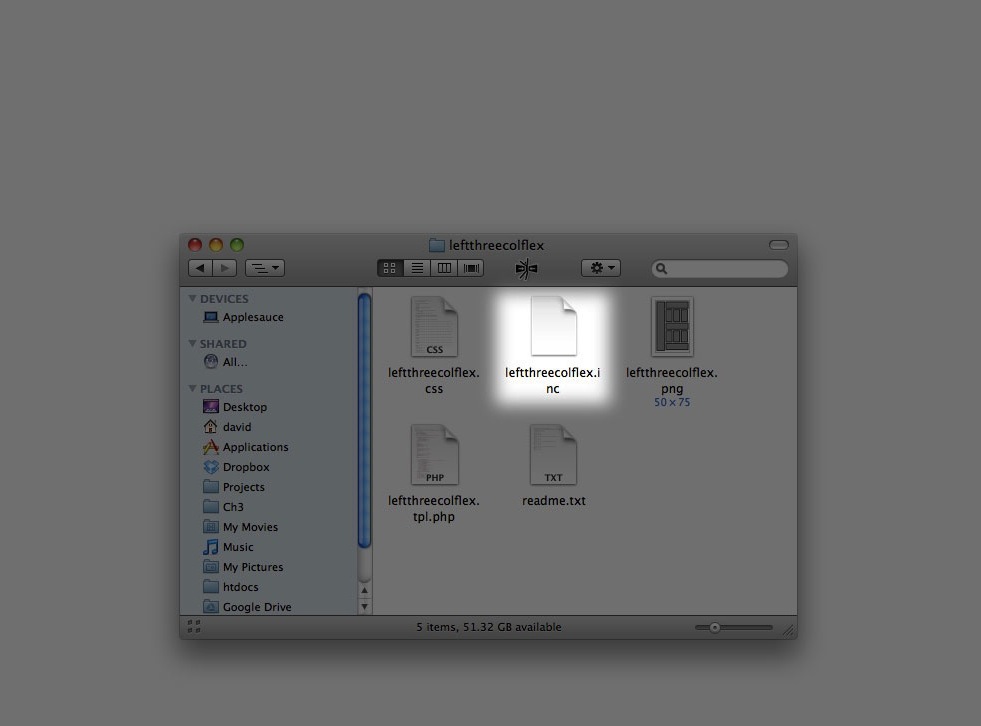 leftthreecolflex
DEVICES
Applesauce
SHARED
All...
PLACES
Desktop
david
Applications
Dropbox
Projects
Ch3
My Movies
Music
My Pictures
htdocs
Google Drive
CSS
leftthreecolflex.
css
leftthreecolflex.i
nc
leftthreecolflex.
png
50 × 75
PHP
leftthreecolflex.
tpl.php
TXT
readme.txt
5 items, 51.32 GB available